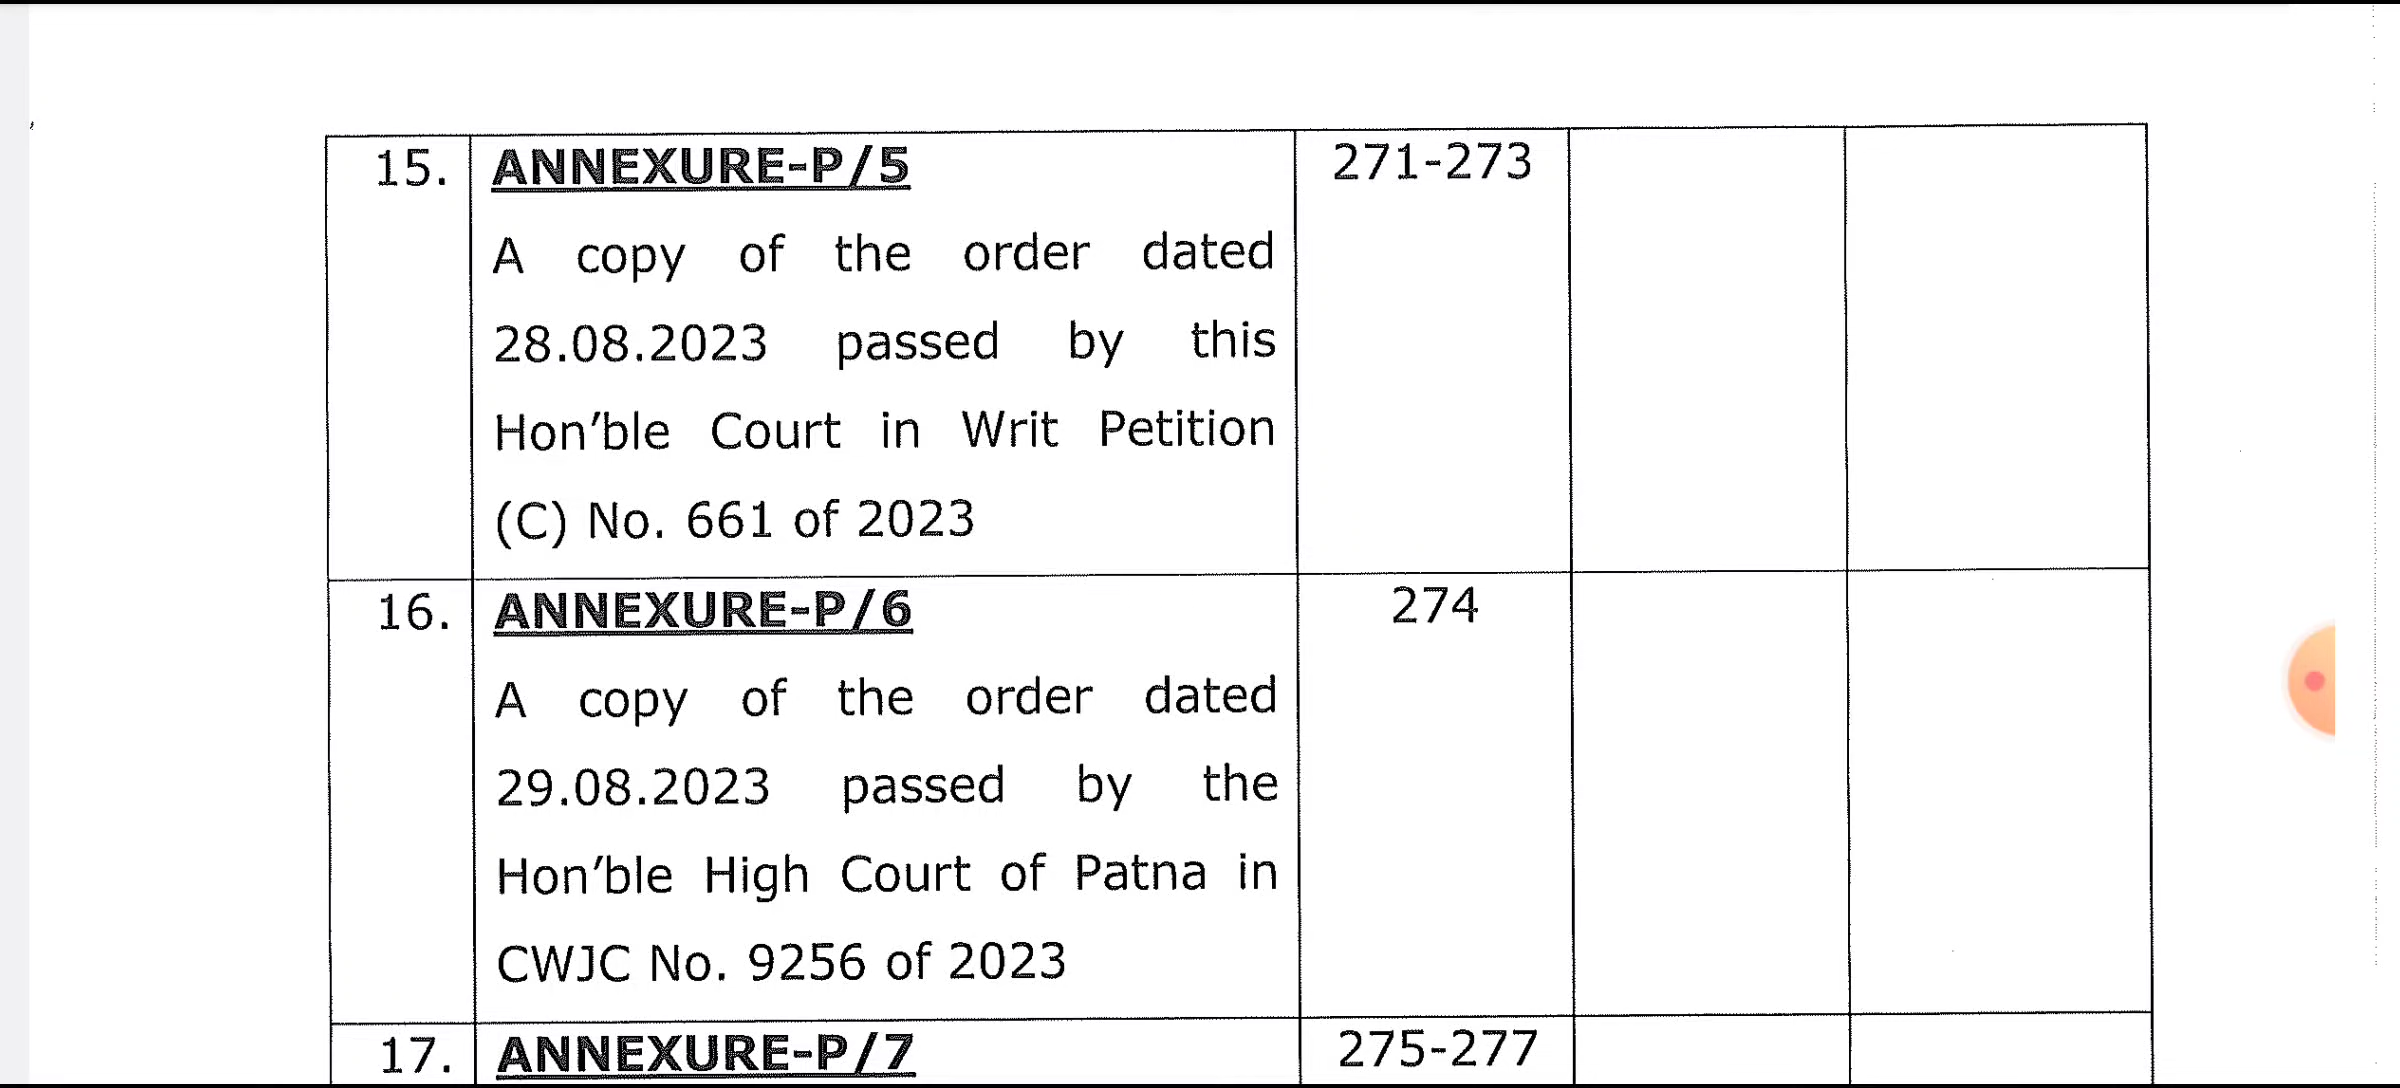 15. ANNEXURE-P/5 271-273
A copy of the order dated
28.08.2023 passed by this
Hon’ble Court in Writ Petition
(C) No. 661 of 2023
16. ANNEXURE-P/6 274
A copy of the order dated
29.08.2023 passed by the
Hon’ble High Court of Patna in
CWJC No. 9256 of 2023
17. ANNEXURE-P/7 275-277